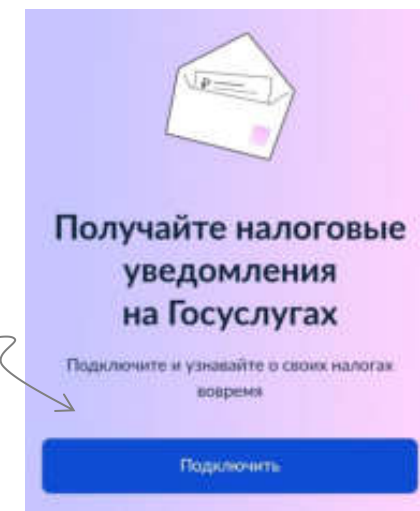 Получайте налоговые
уведомления
на Госуслугах
Подключите и узнавайте о своих налогах
вовремя
Подключить